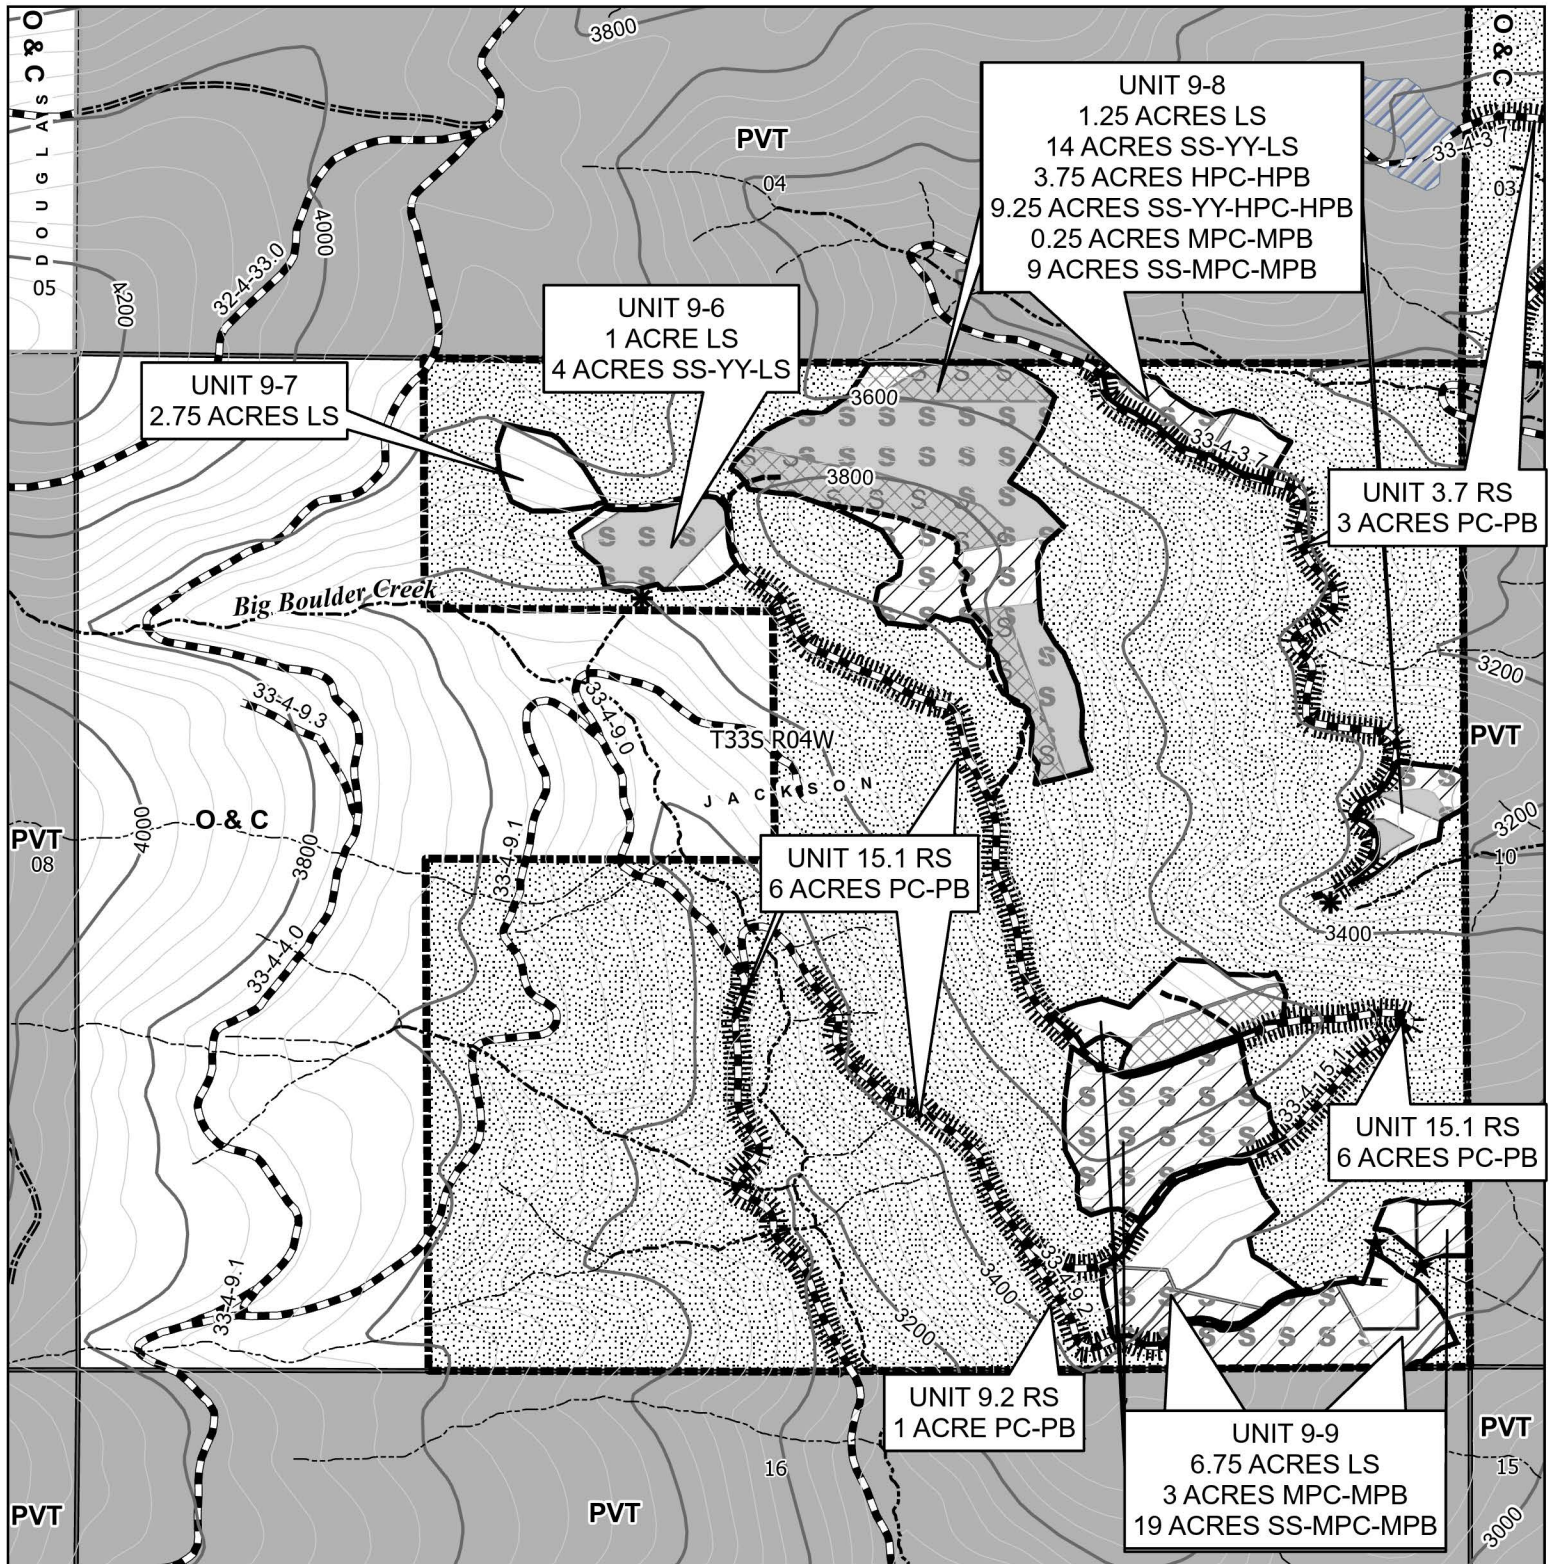 O & C
DOUGLAS
05
3800
PVT
04
4000
32-4-33.0
4200
UNIT 9-8
1.25 ACRES LS
14 ACRES SS-YY-LS
3.75 ACRES HPC-HPB
9.25 ACRES SS-YY-HPC-HPB
0.25 ACRES MPC-MPB
9 ACRES SS-MPC-MPB
O & C
33-4-3.7
03
UNIT 9-6
1 ACRE LS
4 ACRES SS-YY-LS
UNIT 9-7
2.75 ACRES LS
3600
S S S
S S S S S S S
S S S S S S
3800
33-4-3.7
UNIT 3.7 RS
3 ACRES PC-PB
Big Boulder Creek
33-4-9.3
33-4-9.0
T33S R04W
JACKSON
3200
PVT
O & C
PVT
08
4000
3800
33-4-9.1
UNIT 15.1 RS
6 ACRES PC-PB
3200
10
3400
33-4-4.0
33-4-15.1
UNIT 15.1 RS
6 ACRES PC-PB
33-4-9.1
33-4-9.2
3400
3200
UNIT 9.2 RS
1 ACRE PC-PB
UNIT 9-9
6.75 ACRES LS
3 ACRES MPC-MPB
19 ACRES SS-MPC-MPB
PVT
15
16
PVT
PVT
3000